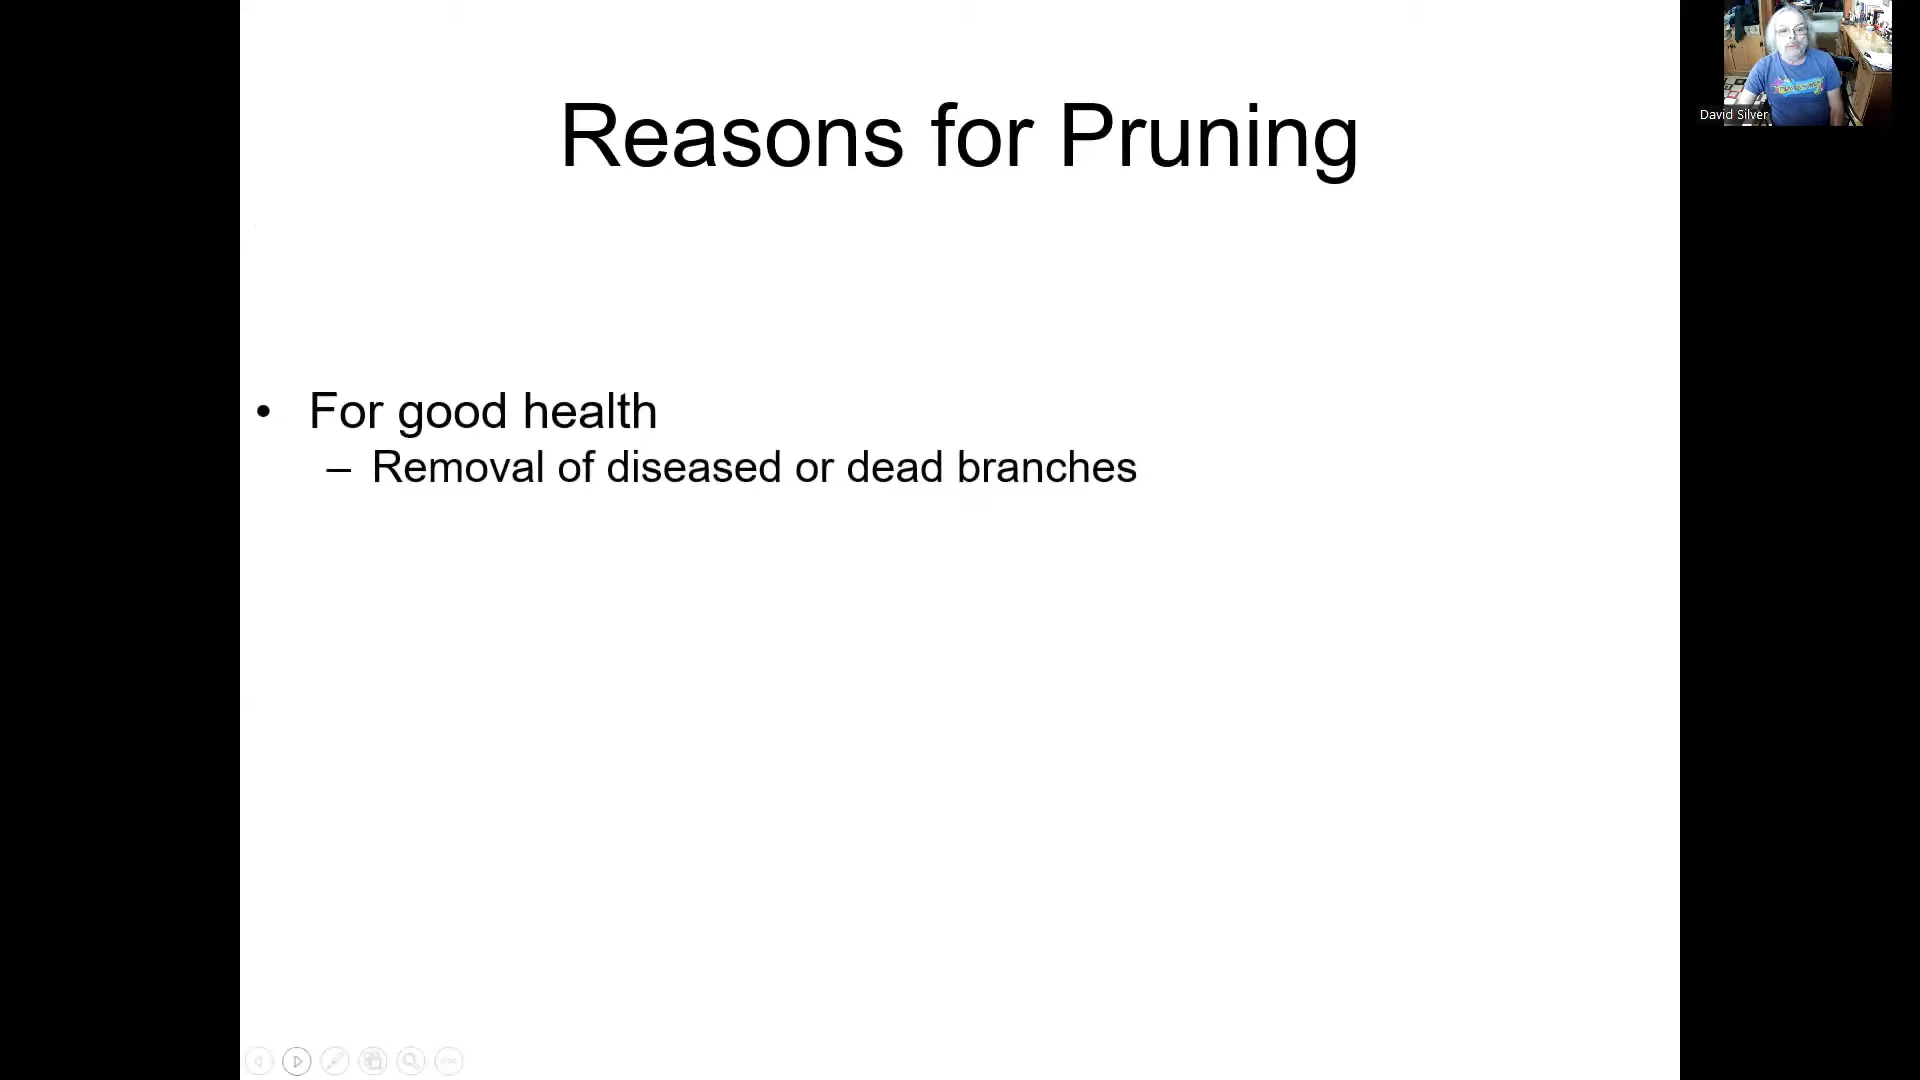 Reasons for Pruning
• For good health
– Removal of diseased or dead branches
David Silver